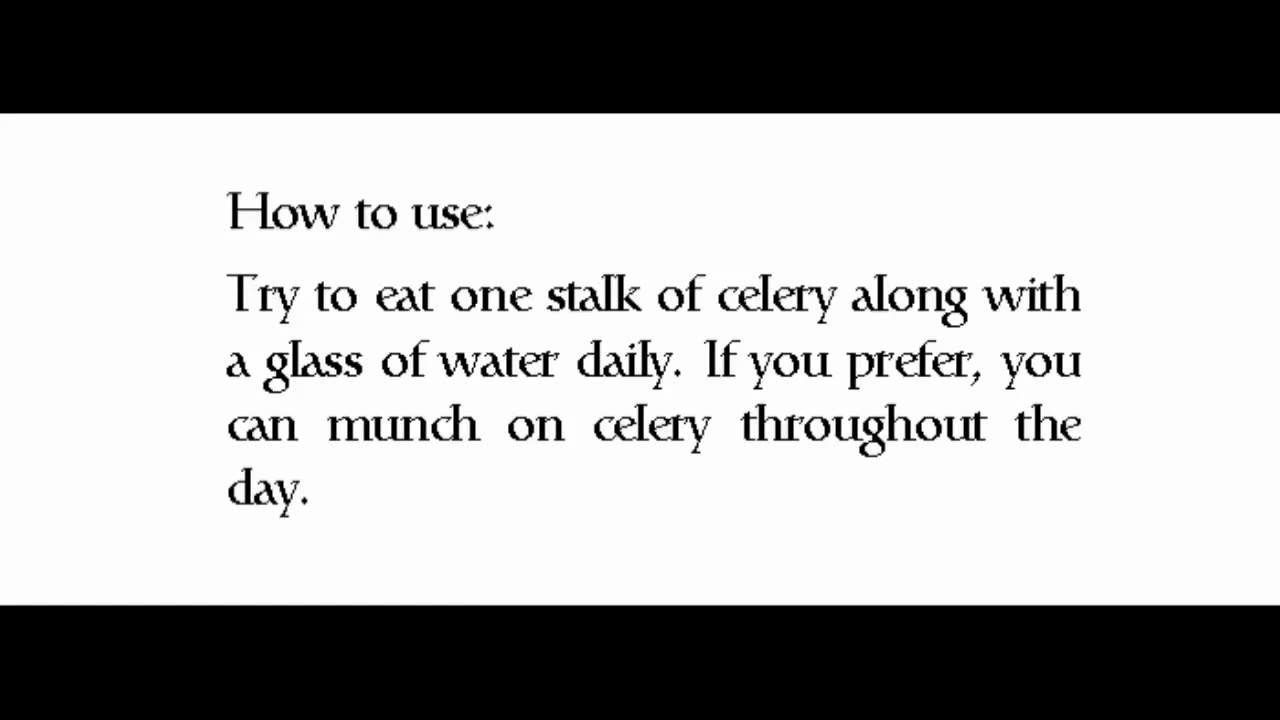 How to use:
Try to eat one stalk of celery along with
a glass of water daily. If you prefer, you
can munch on celery throughout the
day.